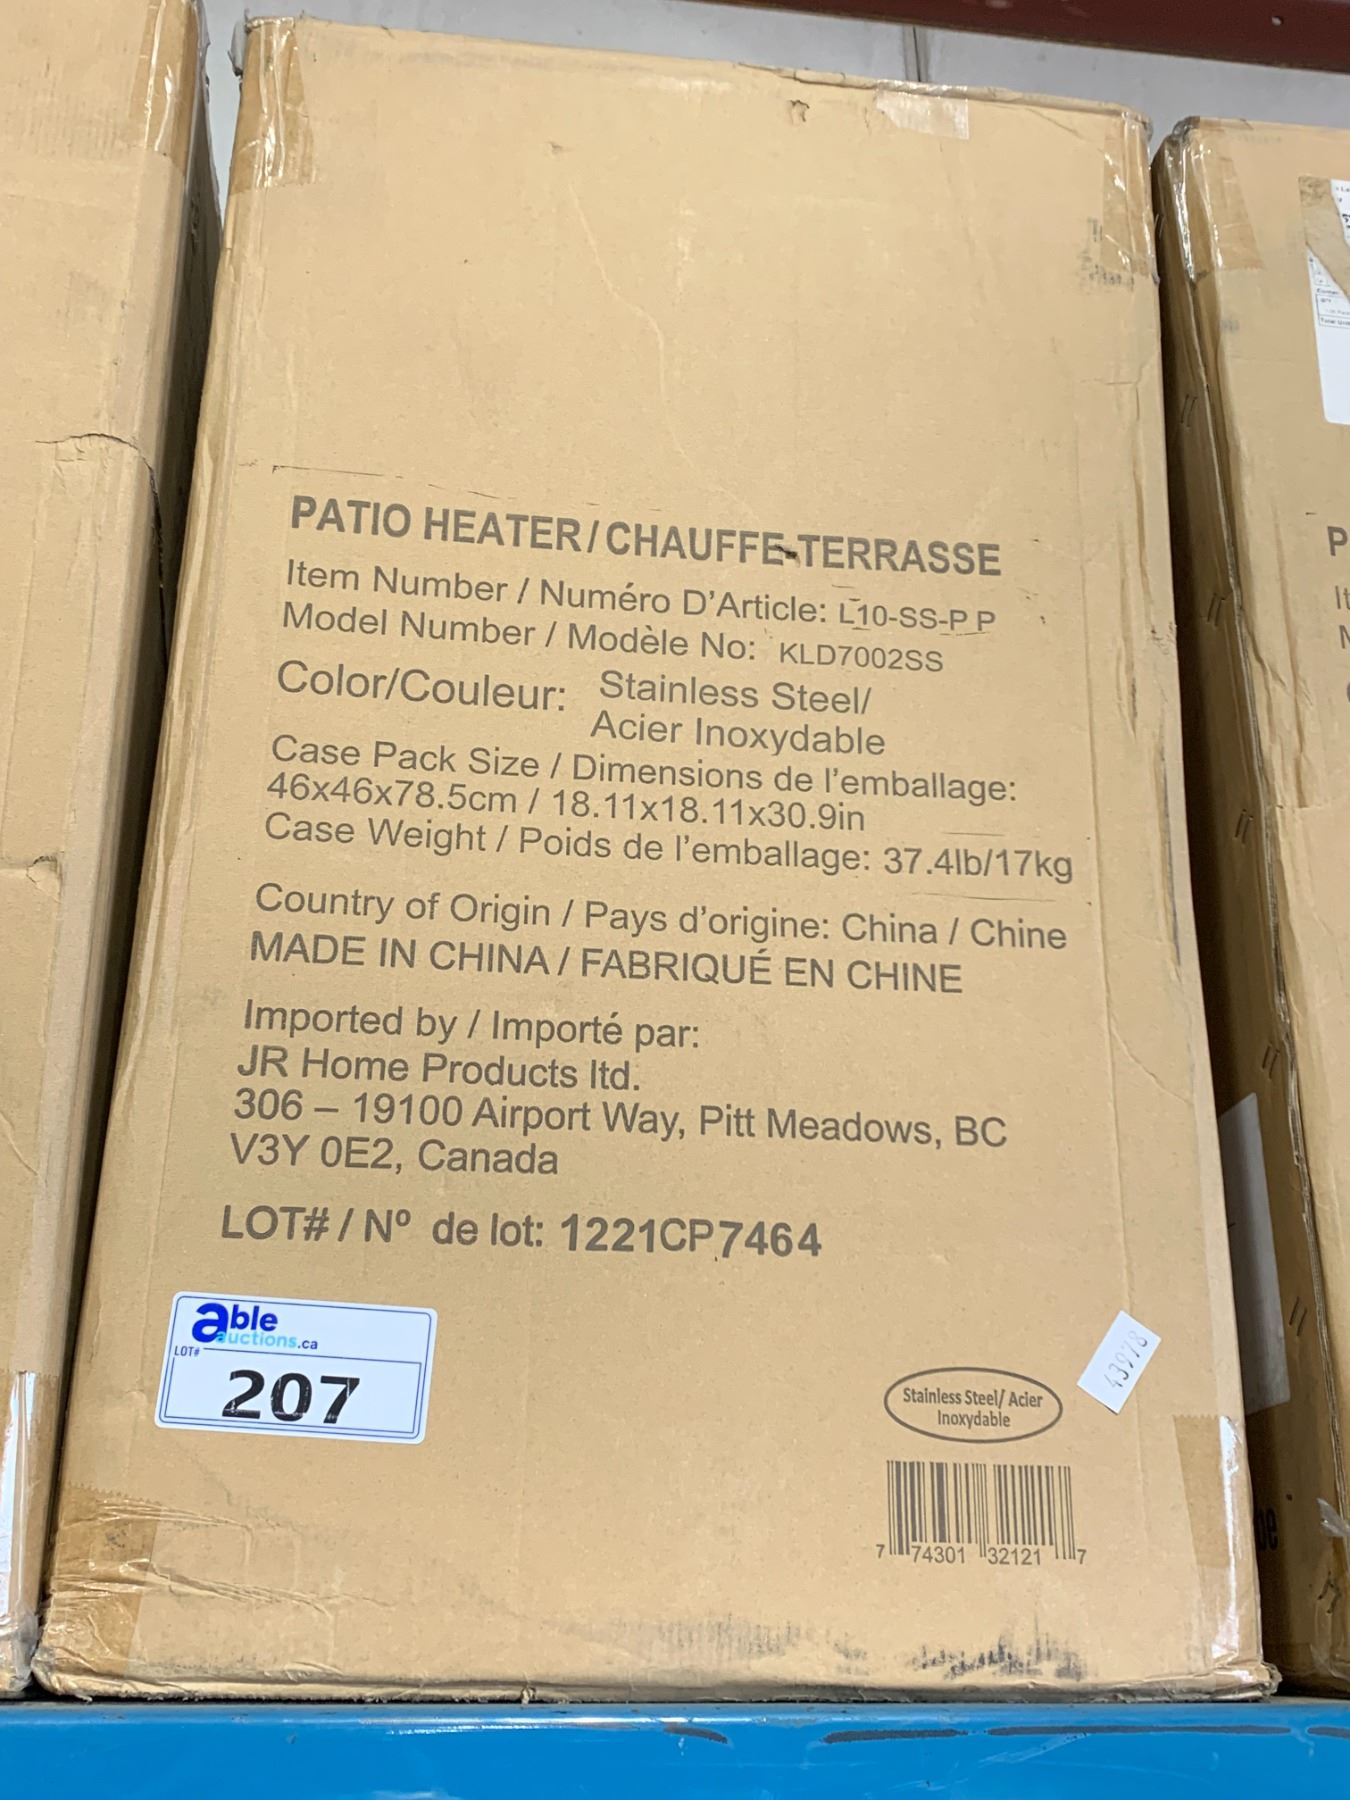 PATIO HEATER/CHAUFFE-TERRASSE
Item Number / Numéro D'Article: L10-SS-P P
Model Number / Modèle No: KLD7002SS
Color/Couleur: Stainless Steel/
Acier Inoxydable
Case Pack Size / Dimensions de l'emballage:
46x46x78.5cm / 18.11x18.11x30.9in
Case Weight / Poids de l'emballage: 37.4lb/17kg
Country of Origin / Pays d'origine: China / Chine
MADE IN CHINA / FABRIQUÉ EN CHINE
Imported by / Importé par:
JR Home Products ltd.
306 – 19100 Airport Way, Pitt Meadows, BC
V3Y 0E2, Canada
LOT# / Nº de lot: 1221CP7464
able
auctions.ca
LOT#
207
43978
Stainless Steel/ Acier
Inoxydable
7 74301 32121 7